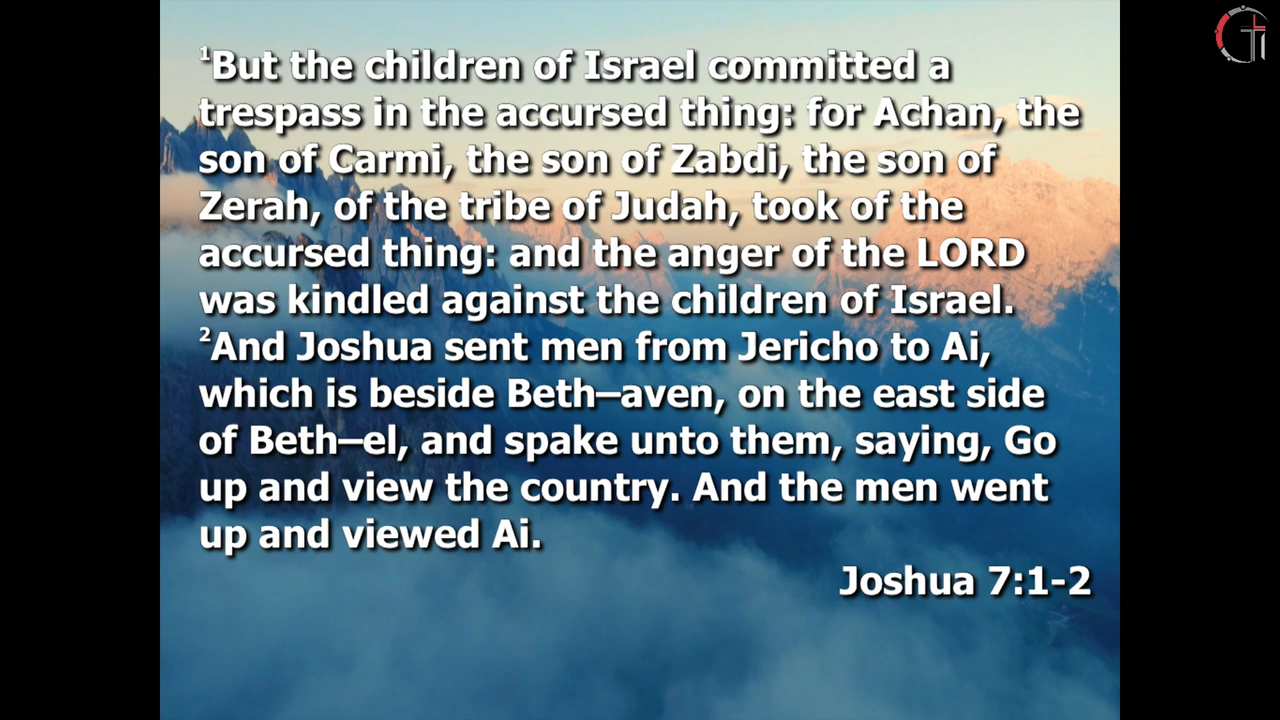 ¹But the children of Israel committed a
trespass in the accursed thing: for Achan, the
son of Carmi, the son of Zabdi, the son of
Zerah, of the tribe of Judah, took of the
accursed thing: and the anger of the LORD
was kindled against the children of Israel.
²And Joshua sent men from Jericho to Ai,
which is beside Beth–aven, on the east side
of Beth–el, and spake unto them, saying, Go
up and view the country. And the men went
up and viewed Ai.
Joshua 7:1-2